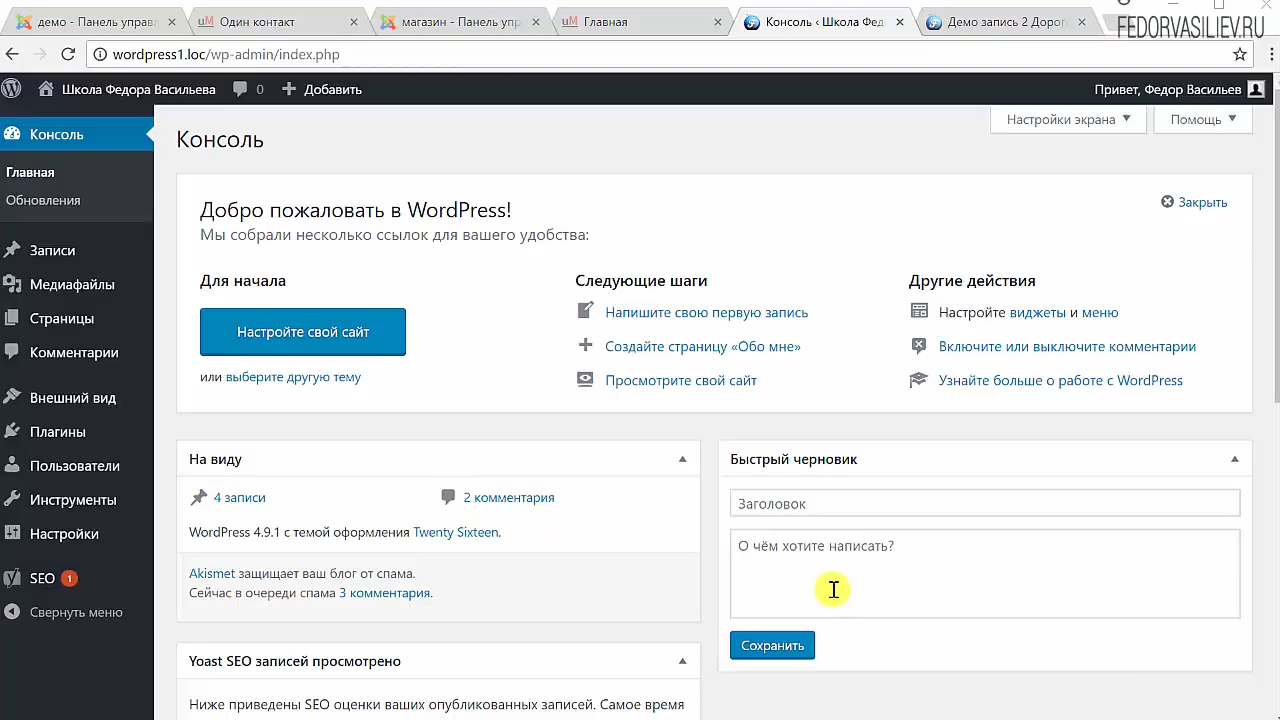 демо - Панель управл
Один контакт
магазин - Панель упр
Главная
Консоль ‹ Школа Фед
Демо запись 2 Дорог
FEDORVASILIEV.RU
wordpress1.loc/wp-admin/index.php
Школа Федора Васильева
0
Добавить
Привет, Федор Васильев
Консоль
Главная
Обновления
Записи
Медиафайлы
Страницы
Комментарии
Внешний вид
Плагины
Пользователи
Инструменты
Настройки
SEO 1
Свернуть меню
Настройки экрана
Помощь
Консоль
Добро пожаловать в WordPress!
Закрыть
Мы собрали несколько ссылок для вашего удобства:
Для начала
Настройте свой сайт
или выберите другую тему
Следующие шаги
Напишите свою первую запись
Создайте страницу «Обо мне»
Просмотрите свой сайт
Другие действия
Настройте виджеты и меню
Включите или выключите комментарии
Узнайте больше о работе с WordPress
На виду
4 записи
2 комментария
WordPress 4.9.1 с темой оформления Twenty Sixteen.
Akismet защищает ваш блог от спама.
Сейчас в очереди спама 3 комментария.
Yoast SEO записей просмотрено
Ниже приведены SEO оценки ваших опубликованных записей. Самое время
Быстрый черновик
Заголовок
О чём хотите написать?
Сохранить